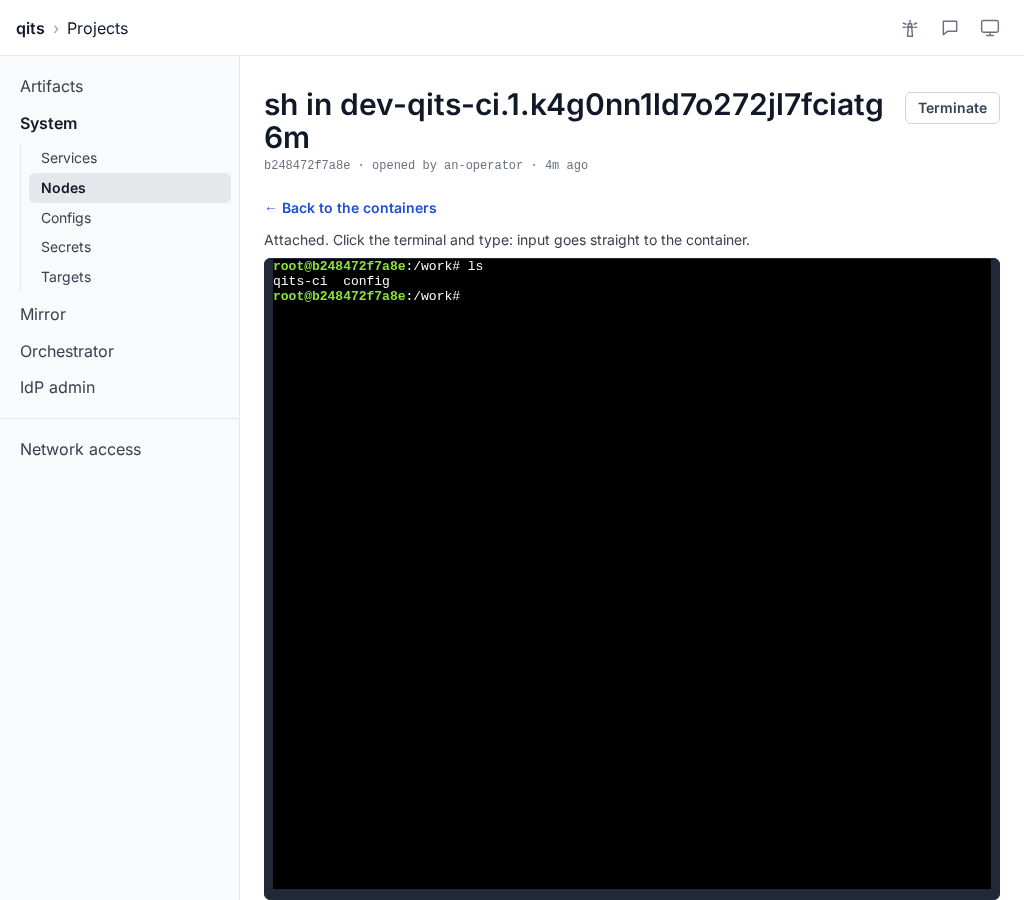 qits › Projects
Artifacts
System
Services
Nodes
Configs
Secrets
Targets
Mirror
Orchestrator
IdP admin
Network access
sh in dev-qits-ci.1.k4g0nn1ld7o272jl7fciatg
6m
Terminate
b248472f7a8e · opened by an-operator · 4m ago
← Back to the containers
Attached. Click the terminal and type: input goes straight to the container.
root@b248472f7a8e:/work# ls
qits-ci  config
root@b248472f7a8e:/work#